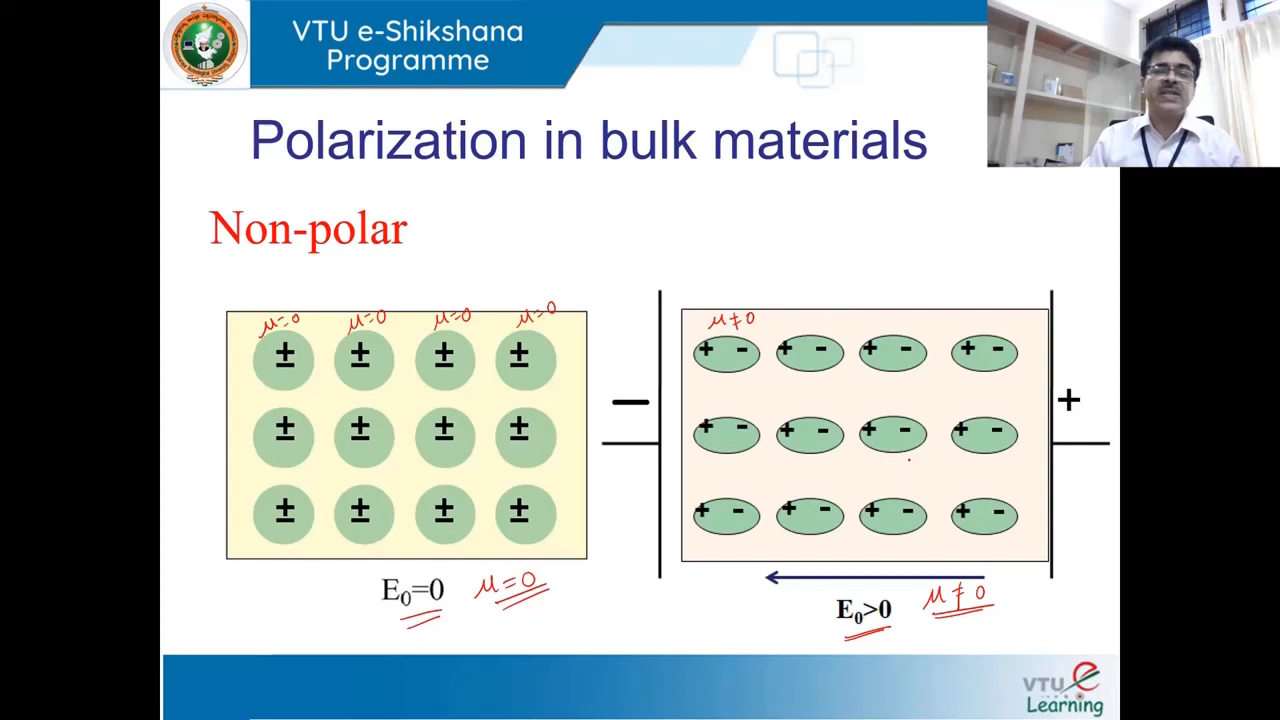 VTU e-Shikshana
Programme
Polarization in bulk materials
Non-polar
μ=0 μ=0 μ=0 μ=0
± ± ± ±
± ± ± ±
± ± ± ±
E₀=0 μ=0
μ≠0
+ - + - + - + -
+ - + - + - + -
+ - + - + - + -
− +
E₀>0 μ≠0
VTU e
Learning